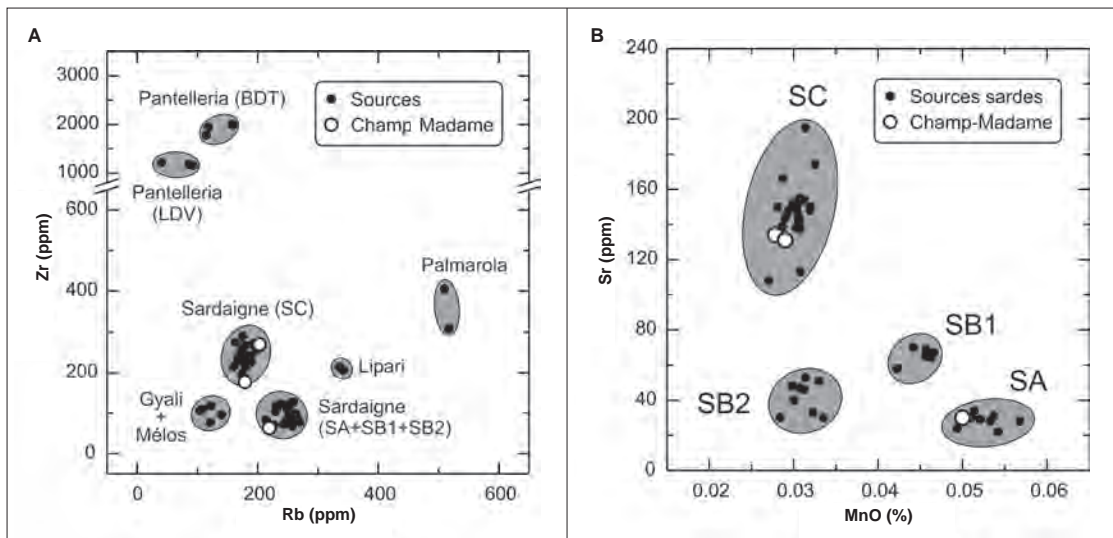 A
3000
2000
1000
600
400
200
0
Zr (ppm)
Pantelleria (BDT)
Sources
Champ Madame
Pantelleria
(LDV)
Palmarola
Sardaigne (SC)
Lipari
Gyali
+
Mélos
Sardaigne
(SA+SB1+SB2)
0 200 400 600
Rb (ppm)
B
240
200
160
120
80
40
0
Sr (ppm)
SC
Sources sardes
Champ-Madame
SB1
SA
SB2
0.02 0.03 0.04 0.05 0.06
MnO (%)